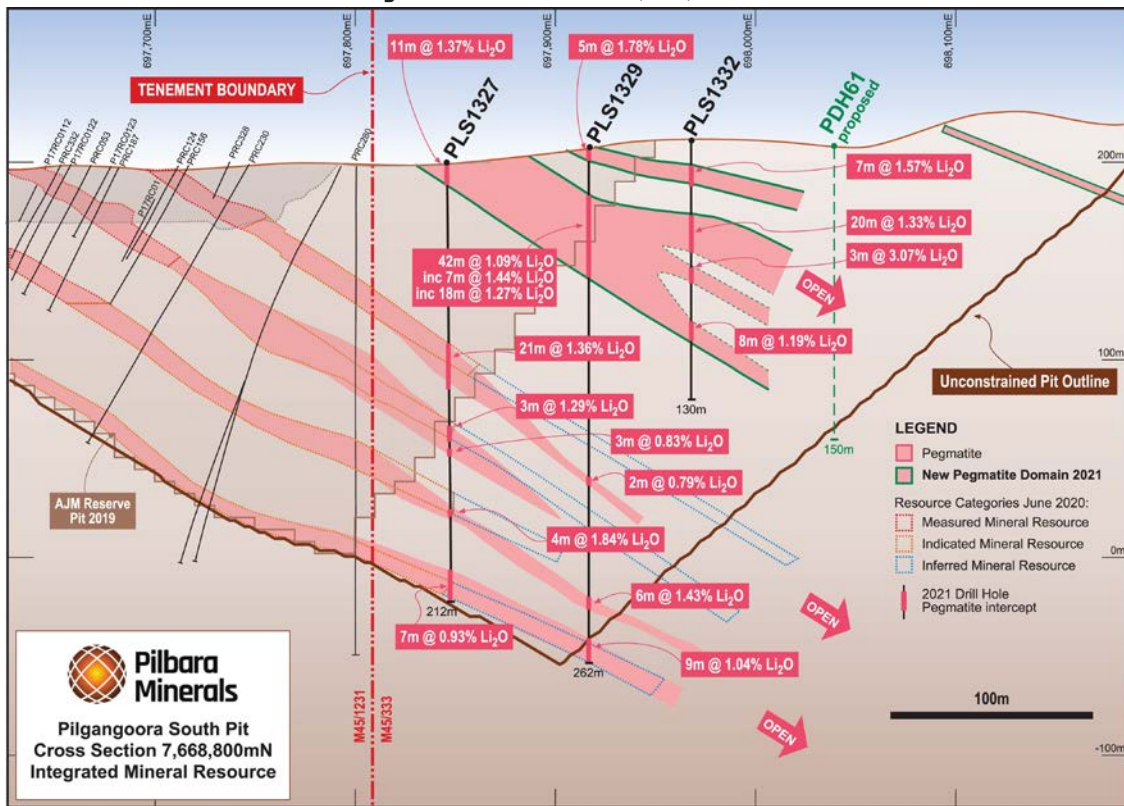 697,700mE
697,800mE
697,900mE
698,000mE
698,100mE
11m @ 1.37% Li2O
5m @ 1.78% Li2O
TENEMENT BOUNDARY
P17RC0112
PRC332
P17RC0122
PRC053
P17RC0123
PRC187
P17RC01
PRC124
PRC156
PRC328
PRC230
PRC280
PLS1327
PLS1329
PLS1332
PDH61
proposed
200m
7m @ 1.57% Li2O
20m @ 1.33% Li2O
3m @ 3.07% Li2O
42m @ 1.09% Li2O
inc 7m @ 1.44% Li2O
inc 18m @ 1.27% Li2O
OPEN
8m @ 1.19% Li2O
21m @ 1.36% Li2O
100m
Unconstrained Pit Outline
130m
3m @ 1.29% Li2O
3m @ 0.83% Li2O
150m
2m @ 0.79% Li2O
AJM Reserve
Pit 2019
4m @ 1.84% Li2O
LEGEND
Pegmatite
New Pegmatite Domain 2021
Resource Categories June 2020:
Measured Mineral Resource
Indicated Mineral Resource
Inferred Mineral Resource
2021 Drill Hole
Pegmatite intercept
0m
6m @ 1.43% Li2O
OPEN
212m
7m @ 0.93% Li2O
9m @ 1.04% Li2O
262m
Pilbara
Minerals
Pilgangoora South Pit
Cross Section 7,668,800mN
Integrated Mineral Resource
M45/1231
M45/333
100m
OPEN
-100m